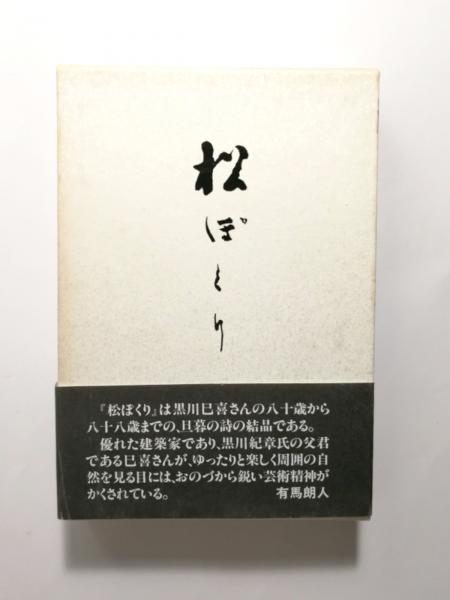 松ぽくり
『松ぽくり』は黒川巳喜さんの八十歳から
八十八歳までの、旦暮の詩の結晶である。
優れた建築家であり、黒川紀章氏の父君
である巳喜さんが、ゆったりと楽しく周囲の自
然を見る目には、おのづから鋭い芸術精神が
かくされている。
有馬朗人